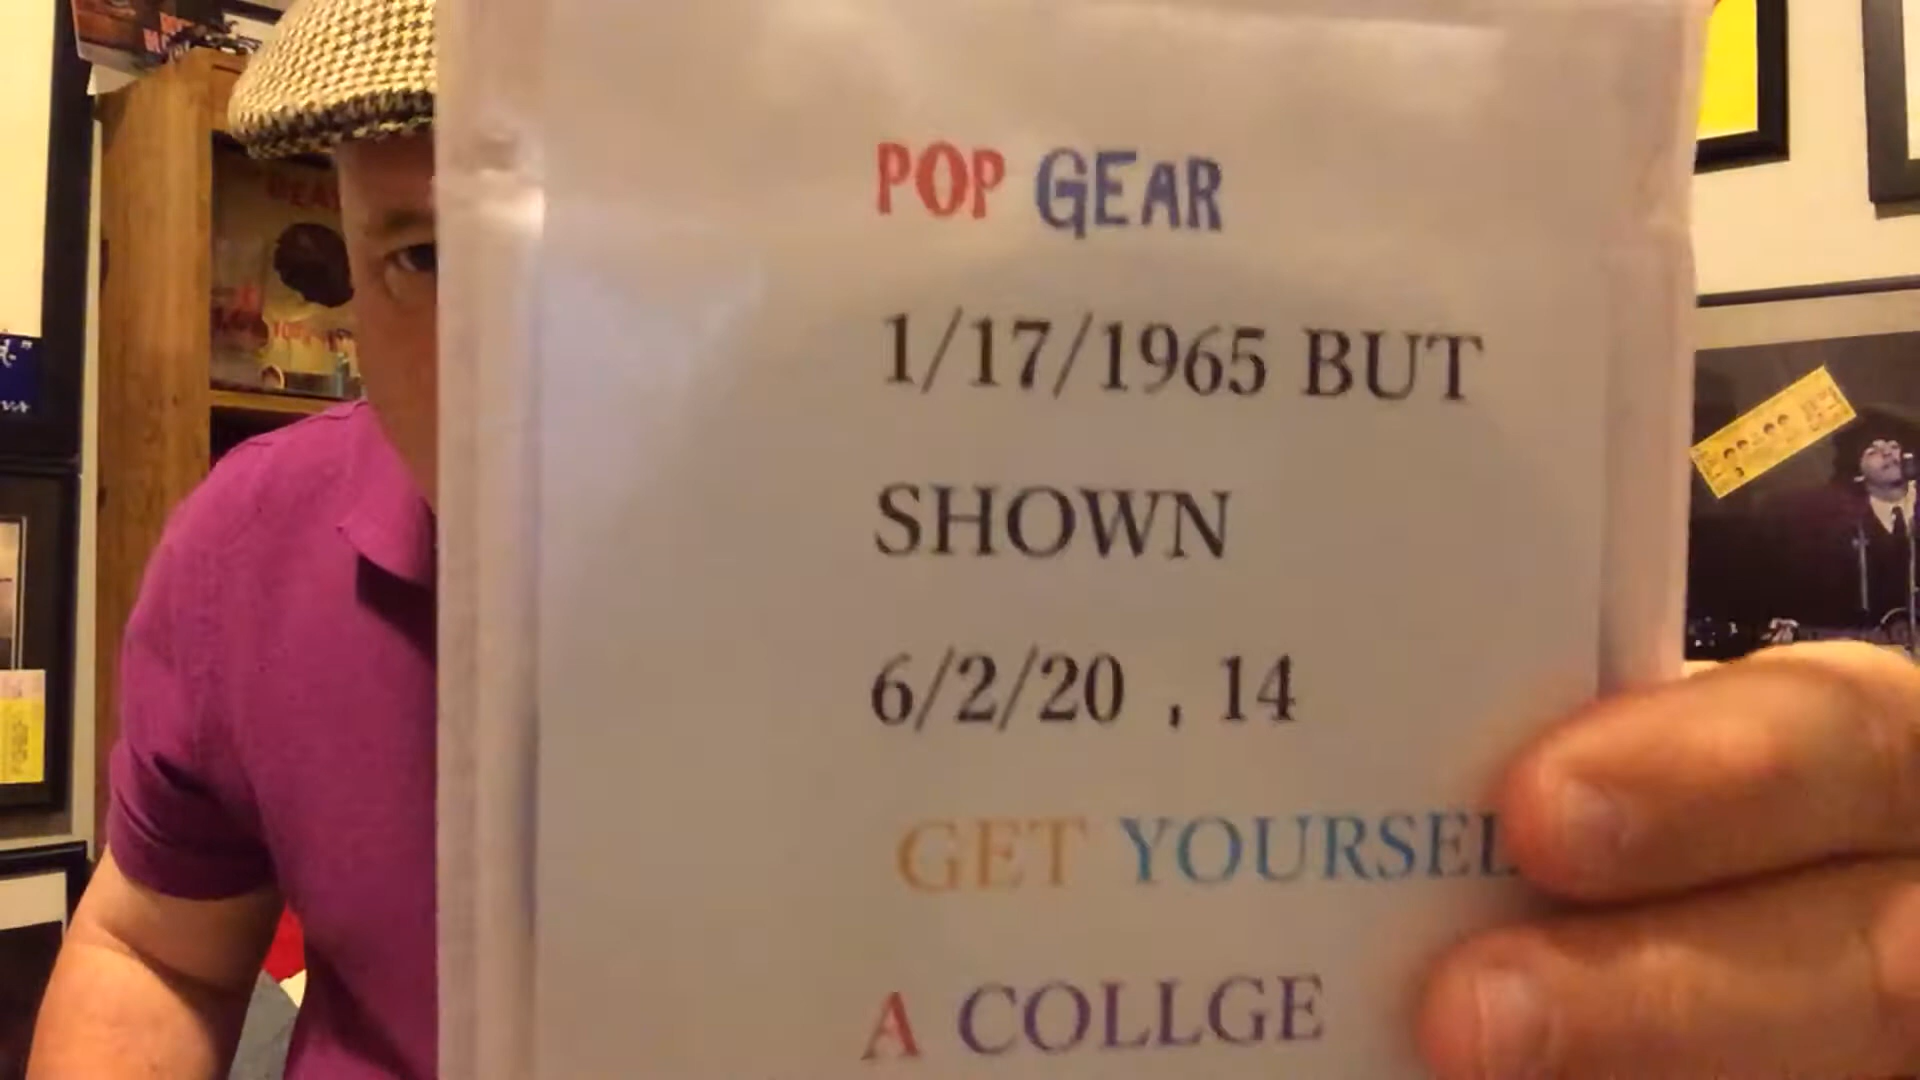 POP GEAR
1/17/1965 BUT
SHOWN
6/2/20 , 14
GET YOURSEL
A COLLGE